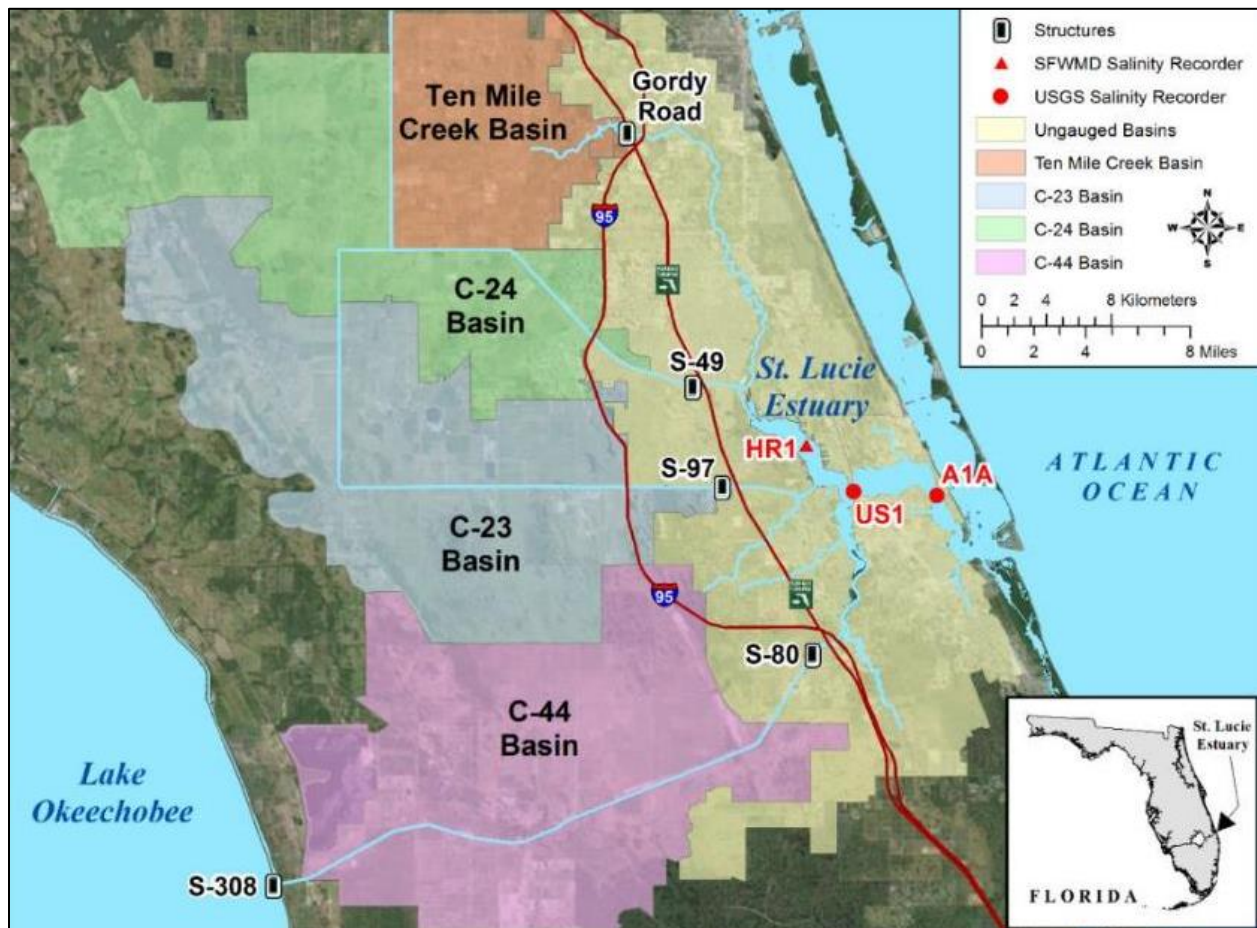 Ten Mile
Creek Basin
Gordy
Road
95
C-24
Basin
S-49
St. Lucie
Estuary
HR1
S-97
A1A
US1
ATLANTIC
OCEAN
C-23
Basin
95
S-80
C-44
Basin
Lake
Okeechobee
S-308
Structures
SFWMD Salinity Recorder
USGS Salinity Recorder
Ungauged Basins
Ten Mile Creek Basin
C-23 Basin
C-24 Basin
C-44 Basin
N
W E
S
0 2 4 8 Kilometers
0 2 4 8 Miles
St. Lucie
Estuary
FLORIDA